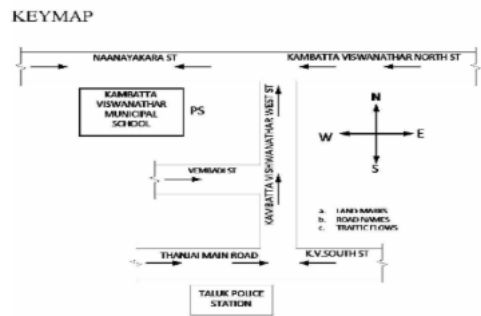 KEYMAP
NAANAYAKARA ST
KAMBATTA VISWANATHAR NORTH ST
KAMBATTA
VISWANATHAR
MUNICIPAL
SCHOOL
PS
KAMBATTA VISHWANATHAR WEST ST
N
W
E
S
VEMBADI ST
a. LAND MARKS
b. ROAD NAMES
c. TRAFFIC FLOWS
THANJAI MAIN ROAD
K.V.SOUTH ST
TALUK POLICE
STATION